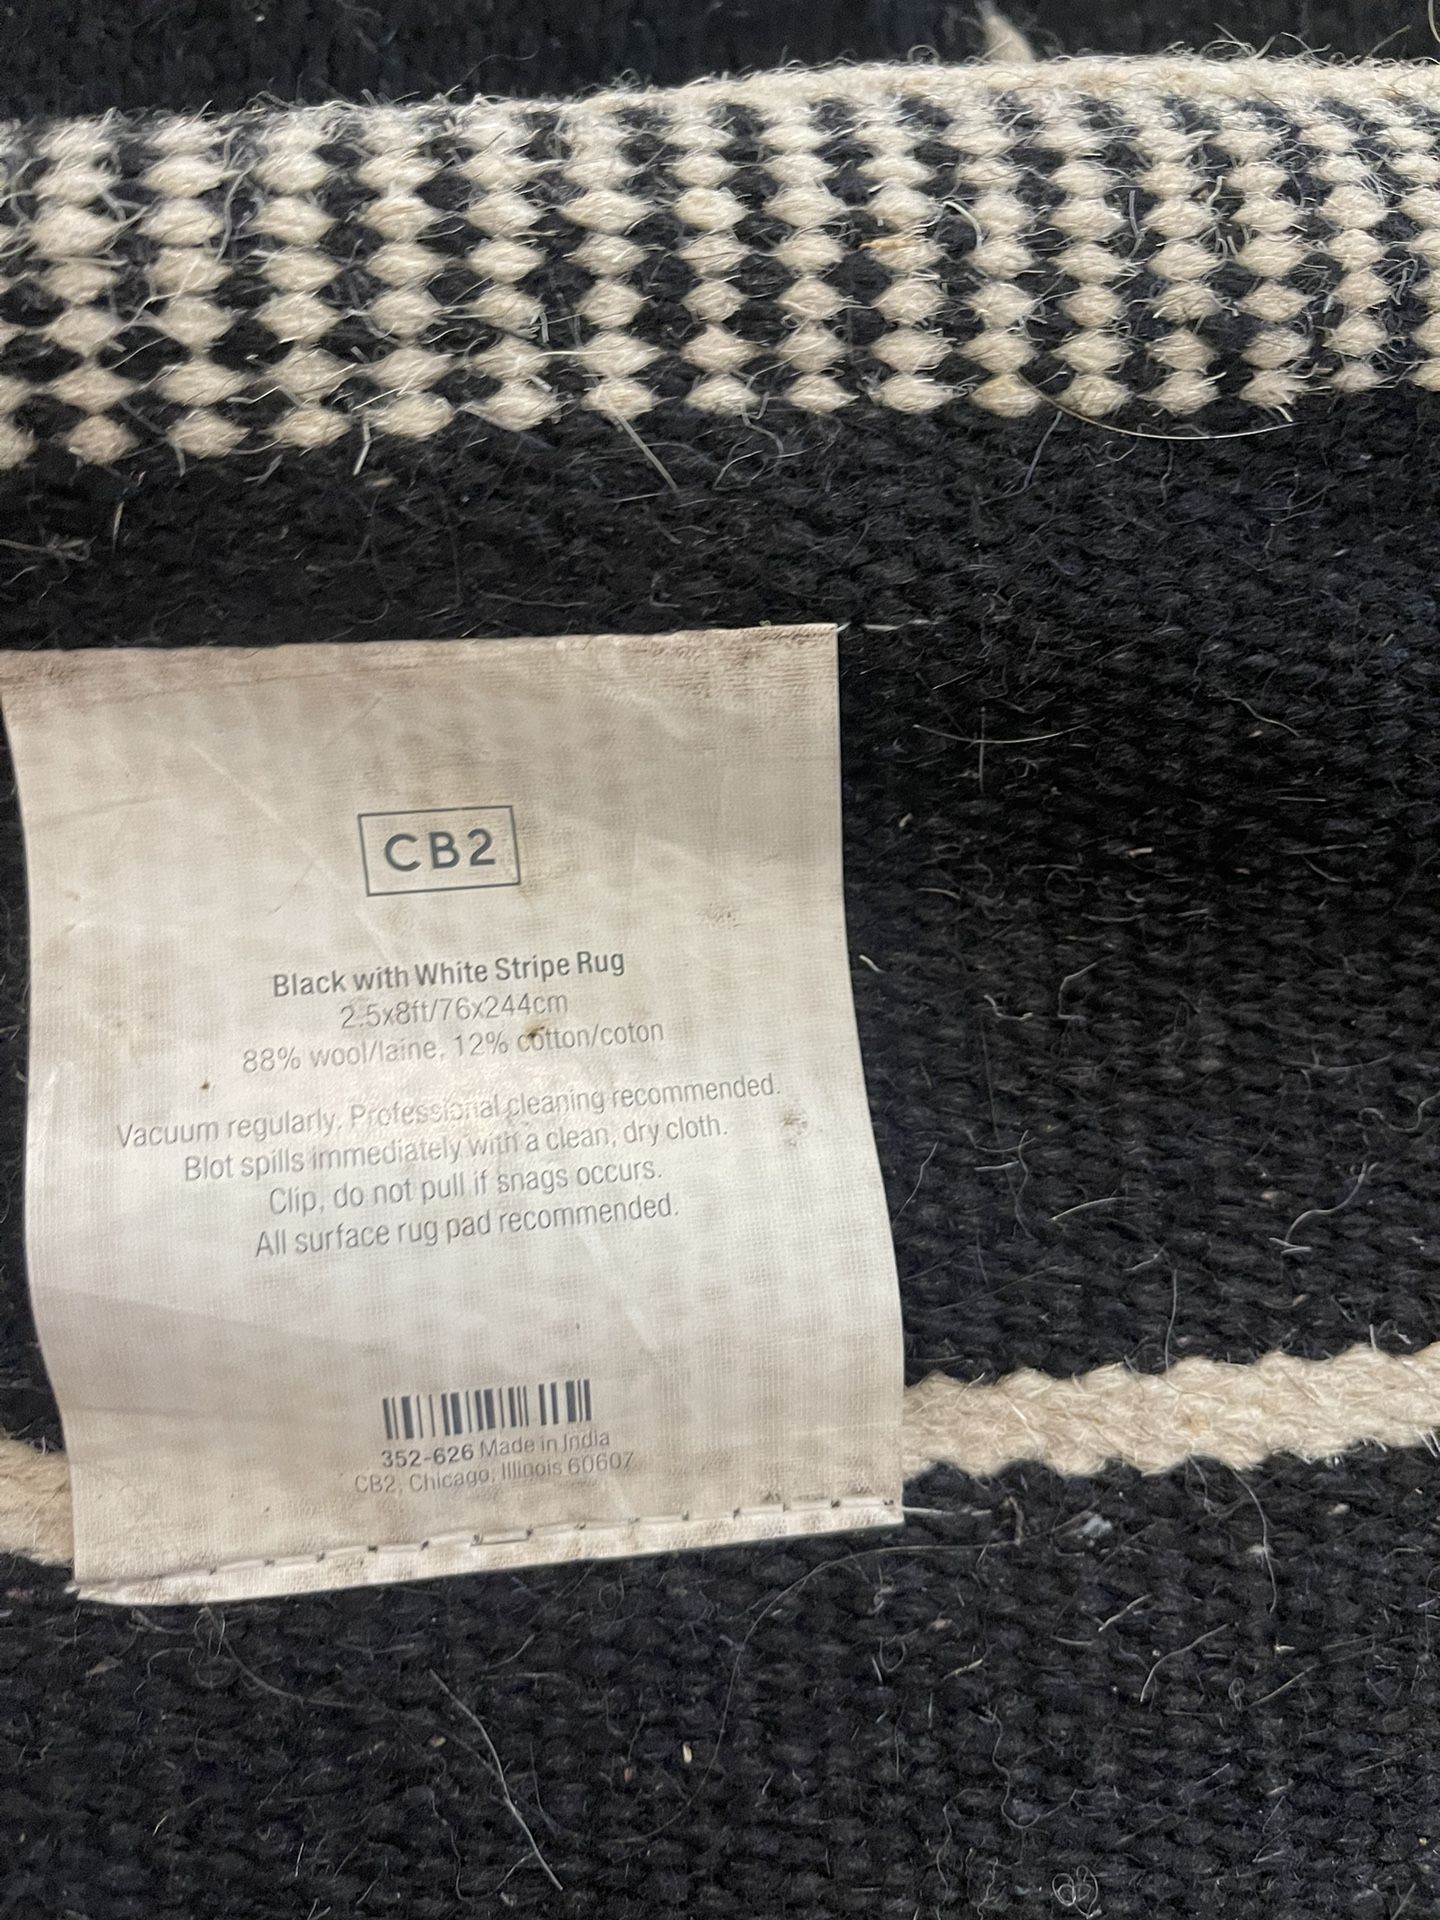 CB2
Black with White Stripe Rug
2.5x8ft/76x244cm
88% wool/laine, 12% cotton/coton
Vacuum regularly. Professional cleaning recommended.
Blot spills immediately with a clean, dry cloth.
Clip, do not pull if snags occurs.
All surface rug pad recommended.
352-626 Made in India
CB2, Chicago, Illinois 60607